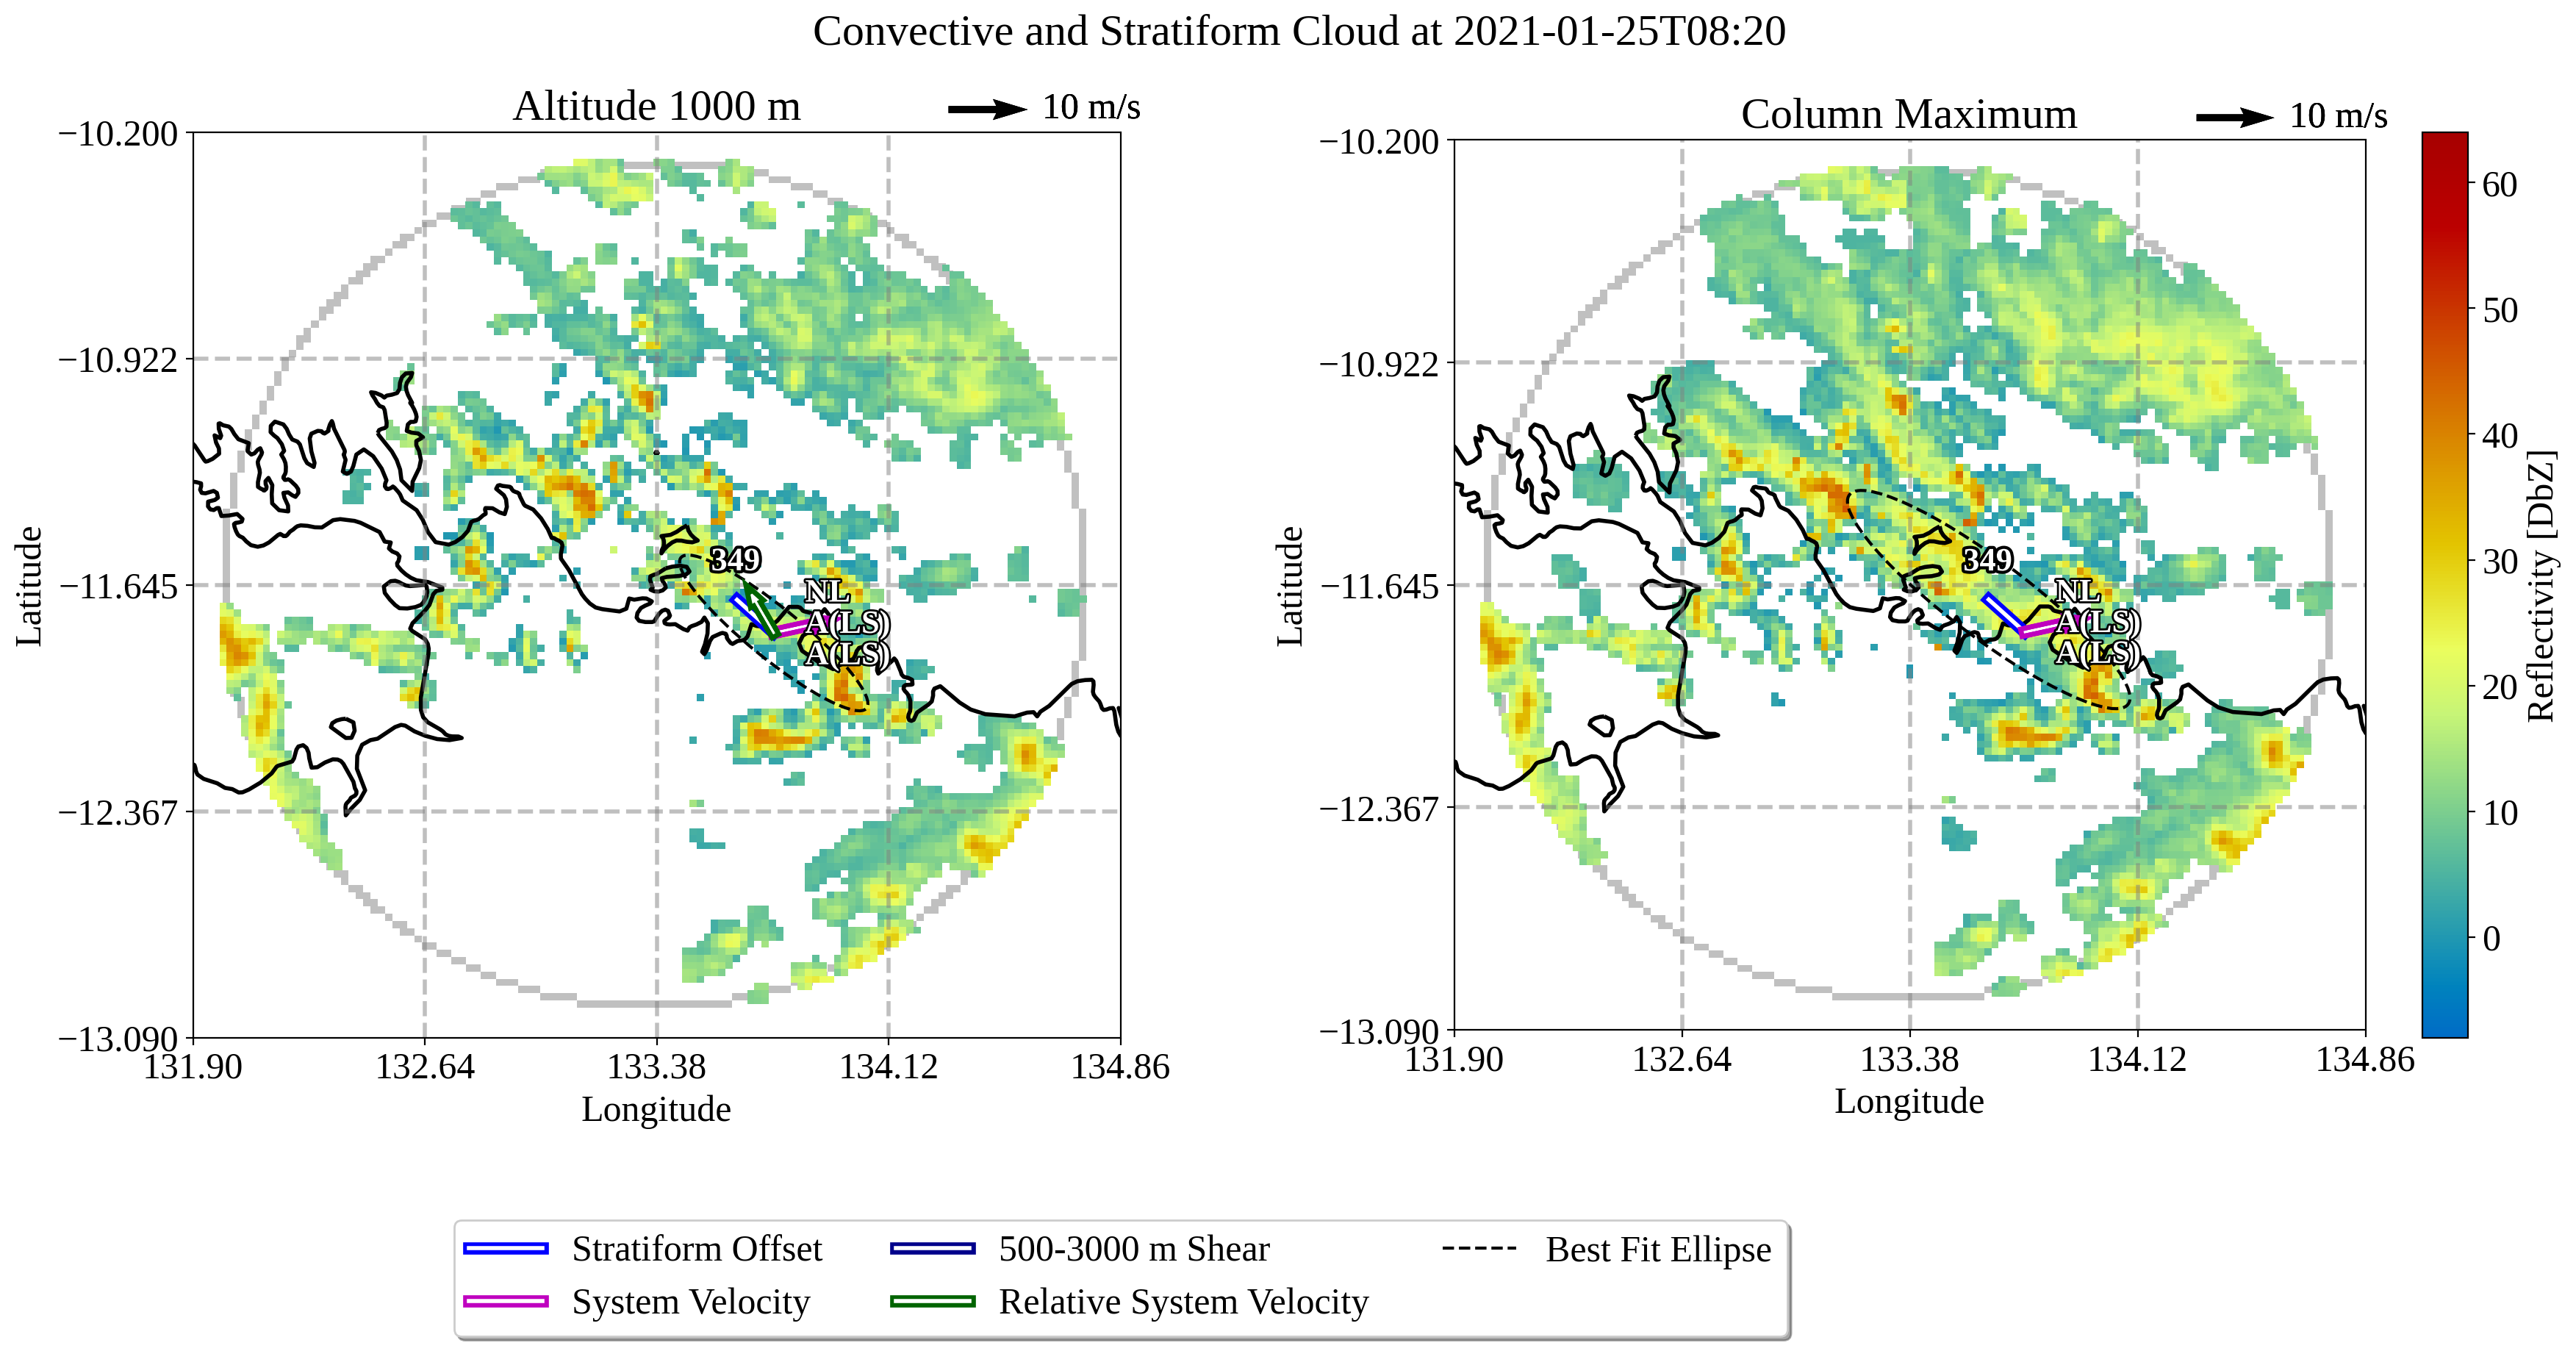 Convective and Stratiform Cloud at 2021-01-25T08:20
Altitude 1000 m
10 m/s
−10.200
−10.922
−11.645
−12.367
−13.090
Latitude
349
NL
A(LS)
A(LS)
131.90
132.64
133.38
134.12
134.86
Longitude
Column Maximum
10 m/s
−10.200
−10.922
−11.645
−12.367
−13.090
Latitude
349
NL
A(LS)
A(LS)
131.90
132.64
133.38
134.12
134.86
Longitude
60
50
40
30
20
10
0
Reflectivity [DbZ]
Stratiform Offset
System Velocity
500-3000 m Shear
Relative System Velocity
Best Fit Ellipse